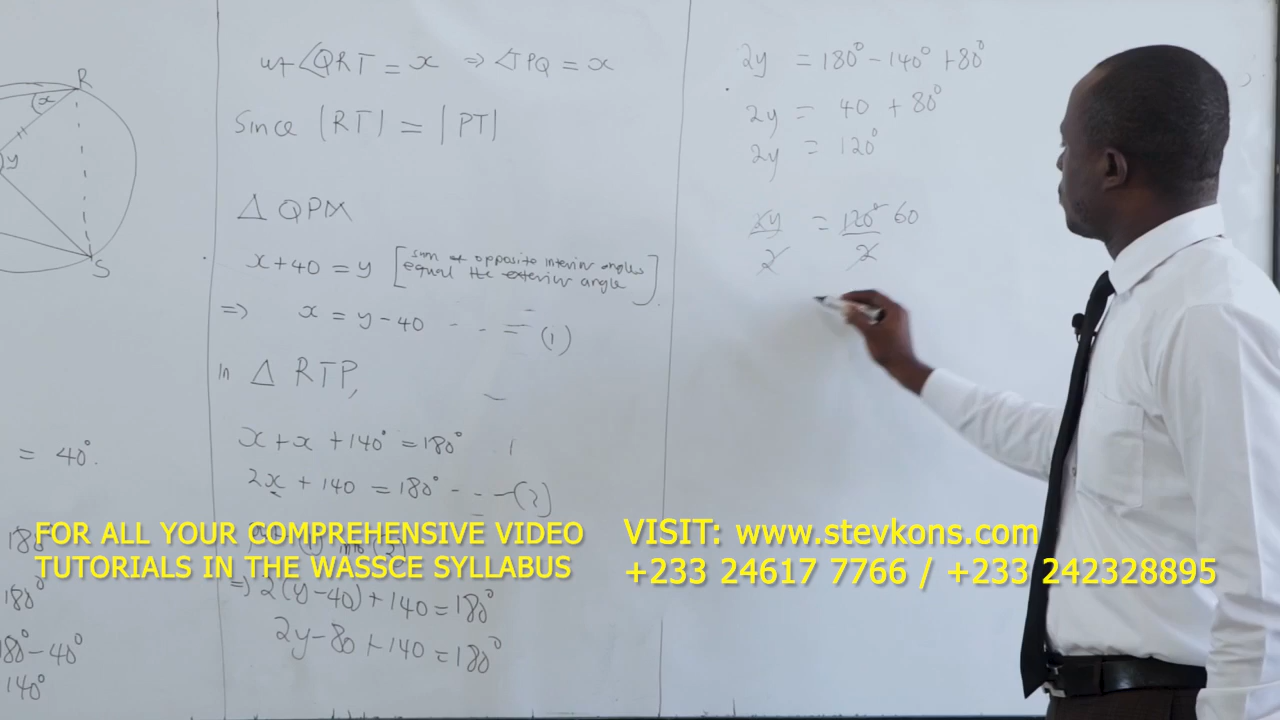 R
x
y
S
= 40°.
180°
180°
180° - 40°
140°
let ∠QRT = x ⇒ ∠TPQ = x
Since |RT| = |PT|
△ QPM
x + 40 = y [sum of opposite interior angles
equal the exterior angle]
⇒ x = y - 40 - - = (1)
In △ RTP,
x + x + 140° = 180°
2x + 140 = 180° - - - (2)
(1) into (2)
⇒ 2(y - 40) + 140 = 180°
2y - 80 + 140 = 180°
2y = 180° - 140° + 80°
2y = 40 + 80°
2y = 120°
2y/2 = 120°/2 60
FOR ALL YOUR COMPREHENSIVE VIDEO
TUTORIALS IN THE WASSCE SYLLABUS
VISIT: www.stevkons.com
+233 24617 7766 / +233 242328895